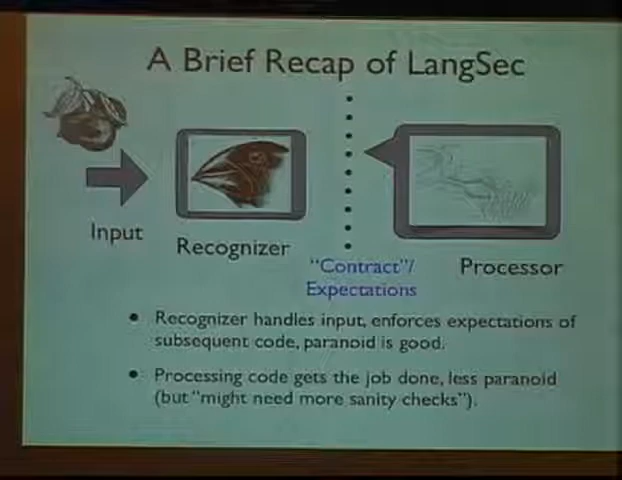 A Brief Recap of LangSec
Input
Recognizer
"Contract"/
Expectations
Processor
• Recognizer handles input, enforces expectations of
subsequent code, paranoid is good.
• Processing code gets the job done, less paranoid
(but "might need more sanity checks").